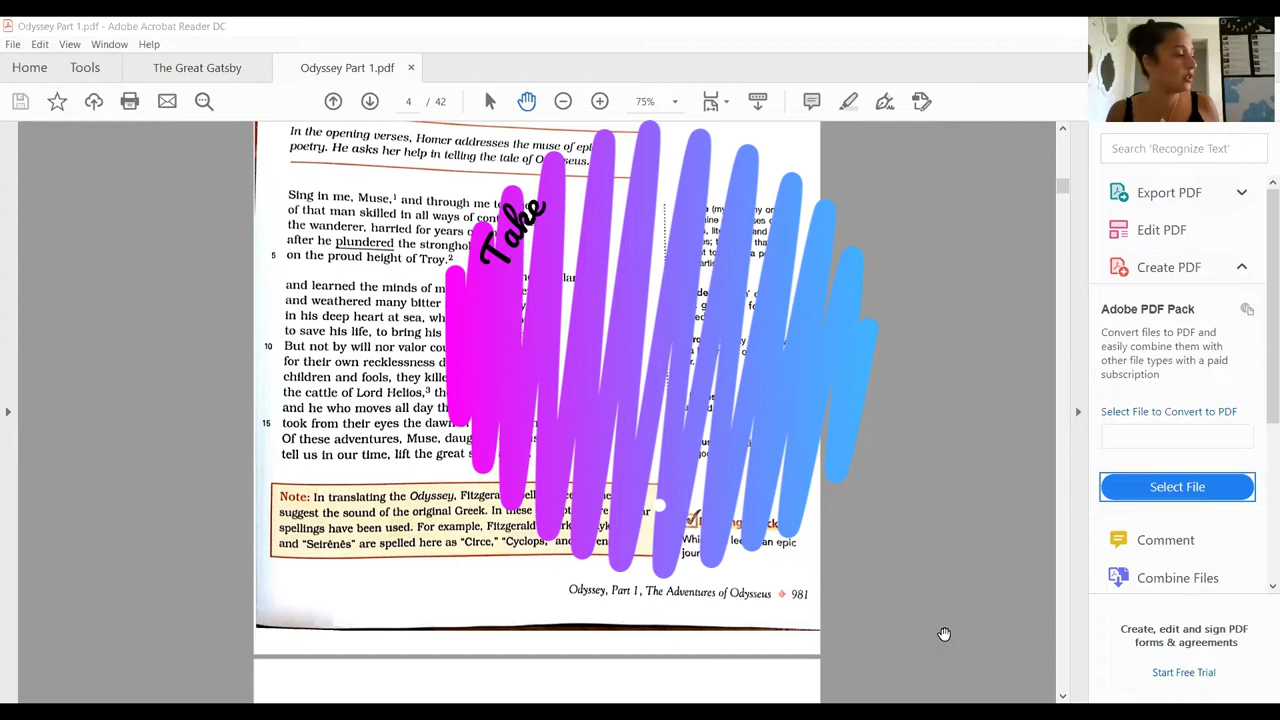 Odyssey Part 1.pdf - Adobe Acrobat Reader DC
File Edit View Window Help
Home Tools The Great Gatsby Odyssey Part 1.pdf ×
4 / 42 75%
In the opening verses, Homer addresses the muse of epi
poetry. He asks her help in telling the tale of O sseus.
Sing in me, Muse,¹ and through me te
of that man skilled in all ways of con
the wanderer, harried for years o
after he plundered the strongho
5 on the proud height of Troy.²
and learned the minds of m
and weathered many bitter
in his deep heart at sea, wh
to save his life, to bring his
10 But not by will nor valor cou
for their own recklessness d
children and fools, they kille
the cattle of Lord Helios,³ th
and he who moves all day th
15 took from their eyes the dawn
Of these adventures, Muse, daug
tell us in our time, lift the great s
Take
Note: In translating the Odyssey, Fitzgera
suggest the sound of the original Greek. In these
spellings have been used. For example, Fitzgerald
and “Seirênês” are spelled here as “Circe,” “Cyclops,”
Odyssey, Part 1, The Adventures of Odysseus ◆ 981
Search 'Recognize Text'
Export PDF
Edit PDF
Create PDF
Adobe PDF Pack
Convert files to PDF and
easily combine them with
other file types with a paid
subscription
Select File to Convert to PDF
Select File
Comment
Combine Files
Create, edit and sign PDF
forms & agreements
Start Free Trial